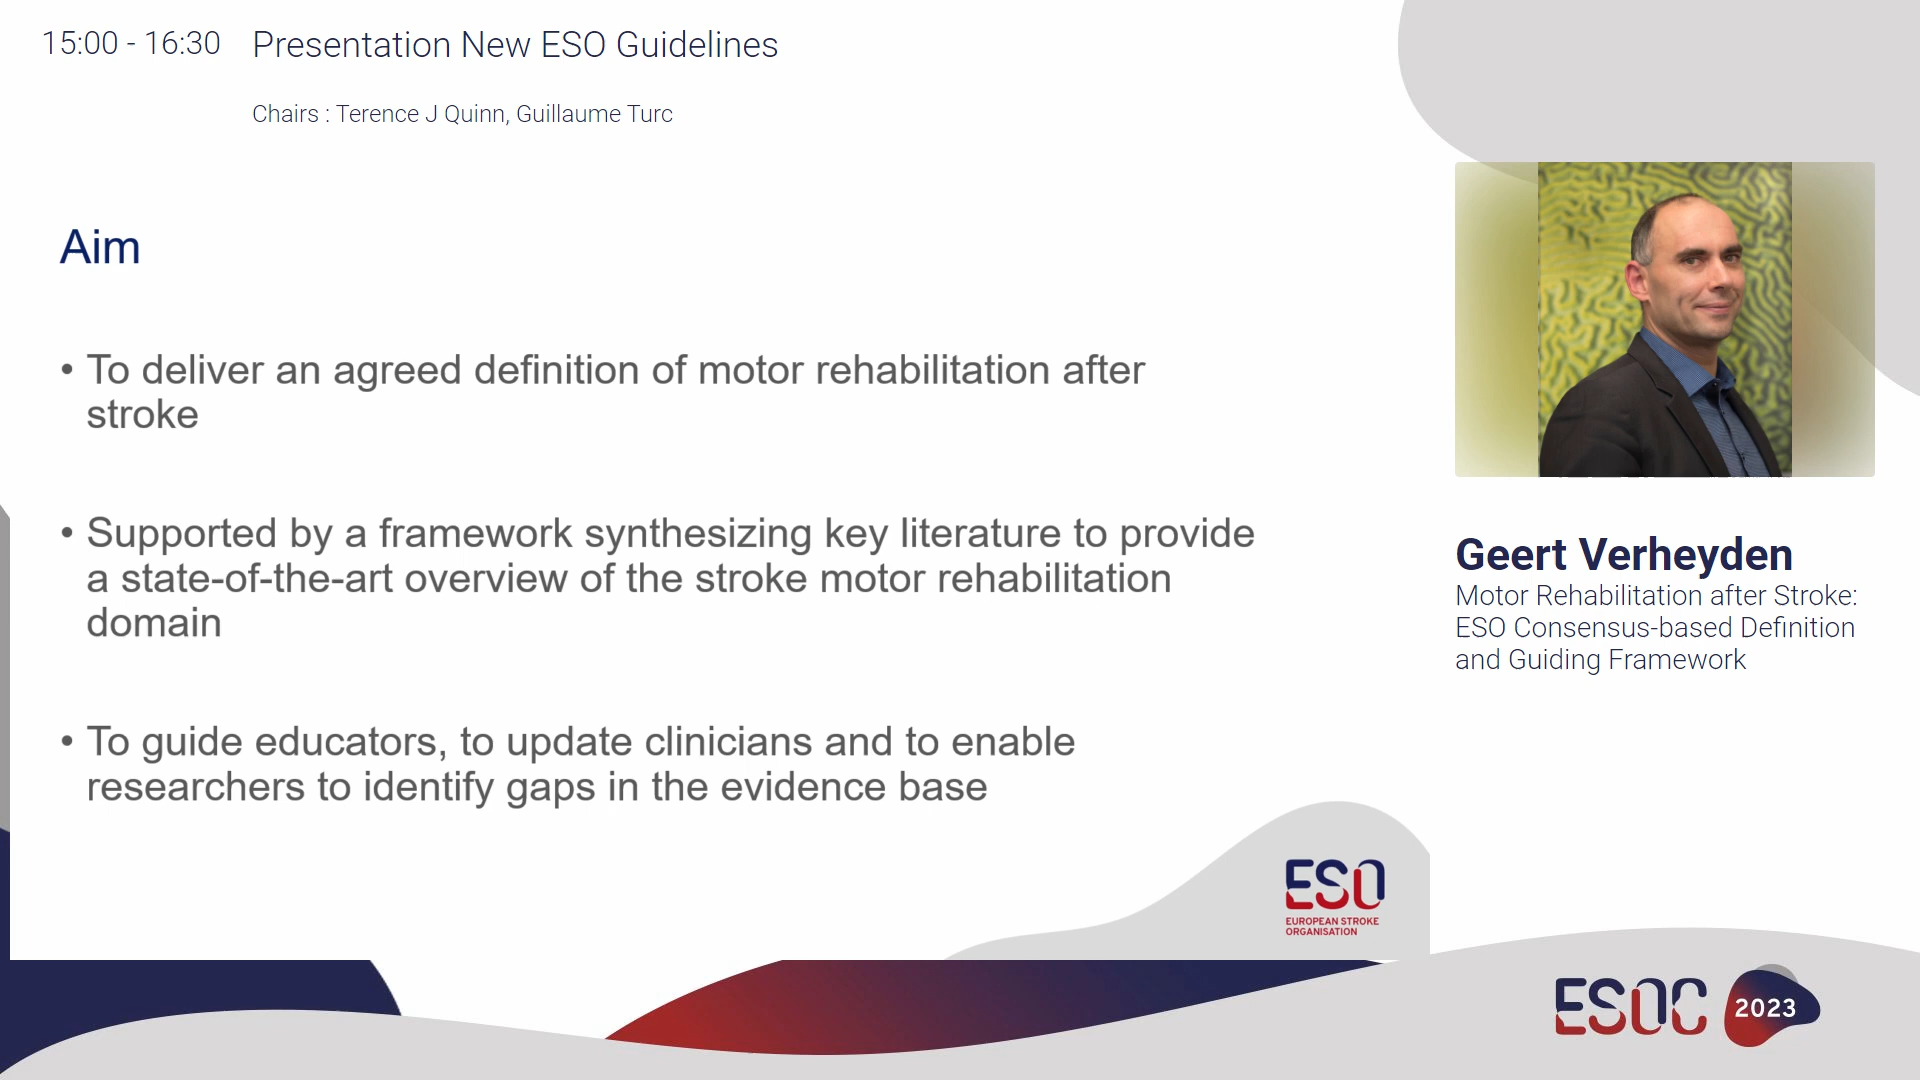 15:00 - 16:30 Presentation New ESO Guidelines
Chairs : Terence J Quinn, Guillaume Turc
Aim
• To deliver an agreed definition of motor rehabilitation after
stroke
• Supported by a framework synthesizing key literature to provide
a state-of-the-art overview of the stroke motor rehabilitation
domain
• To guide educators, to update clinicians and to enable
researchers to identify gaps in the evidence base
Geert Verheyden
Motor Rehabilitation after Stroke:
ESO Consensus-based Definition
and Guiding Framework
ESO
EUROPEAN STROKE
ORGANISATION
ESOC 2023